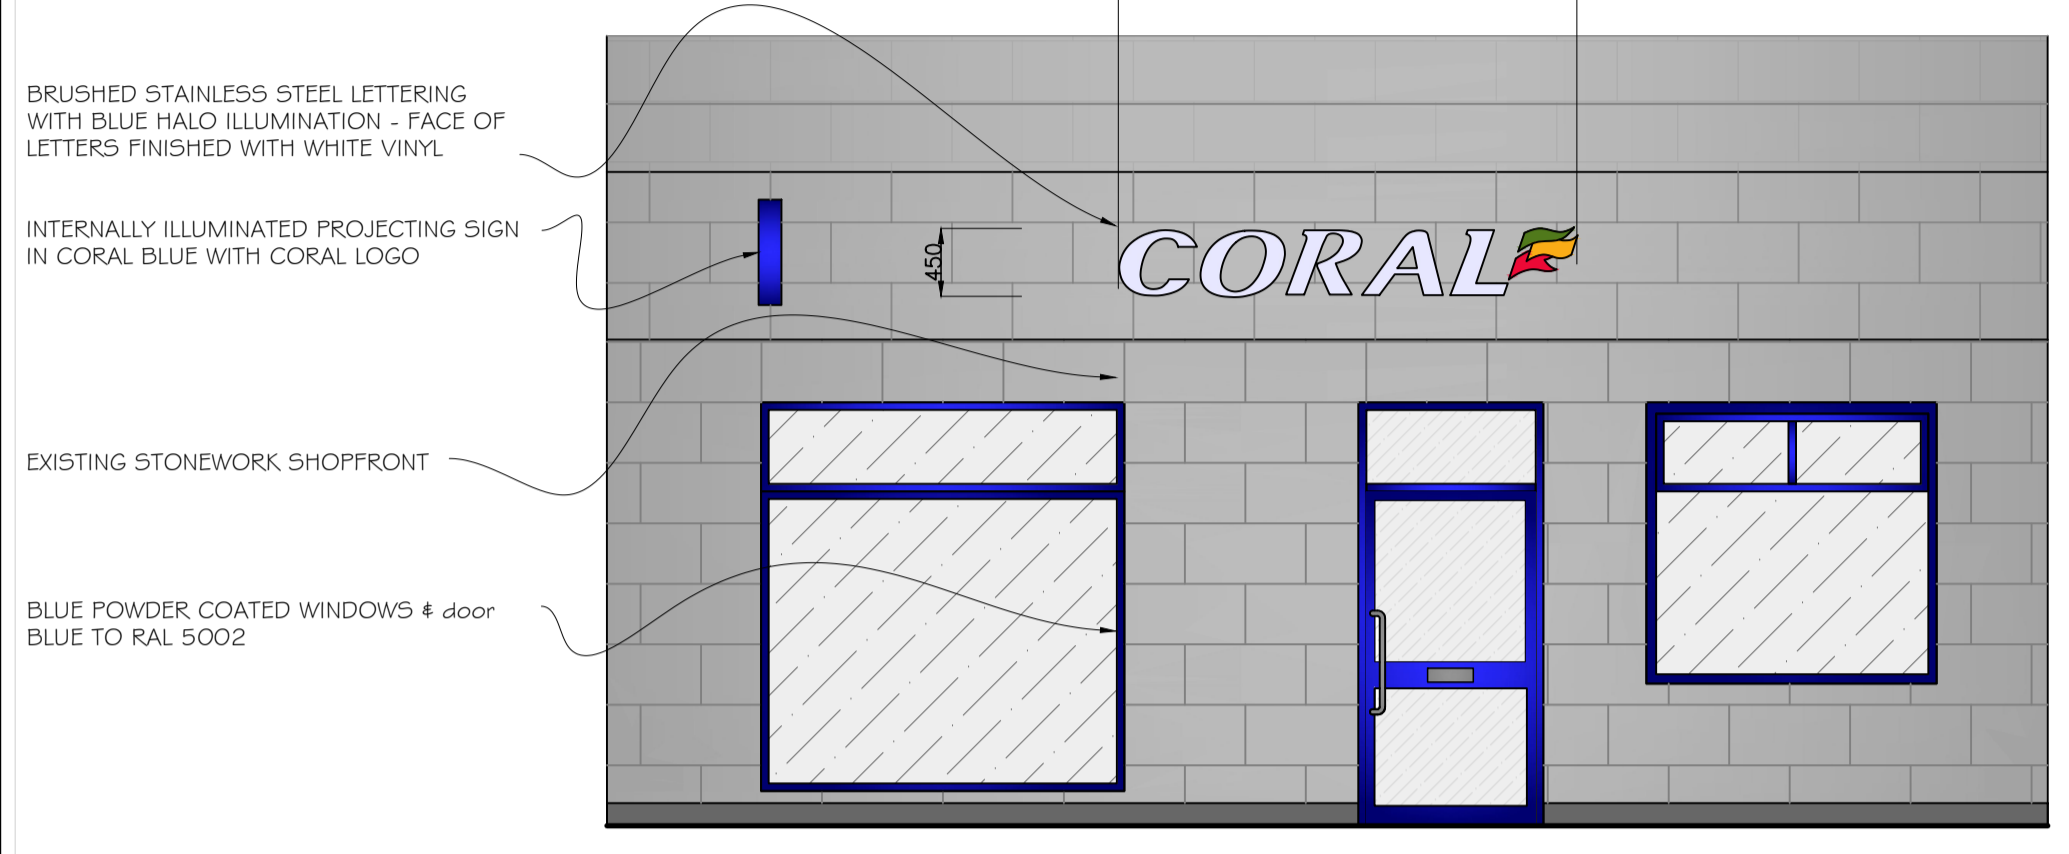 BRUSHED STAINLESS STEEL LETTERING
WITH BLUE HALO ILLUMINATION - FACE OF
LETTERS FINISHED WITH WHITE VINYL
INTERNALLY ILLUMINATED PROJECTING SIGN
IN CORAL BLUE WITH CORAL LOGO
450
CORAL
EXISTING STONEWORK SHOPFRONT
BLUE POWDER COATED WINDOWS & door
BLUE TO RAL 5002